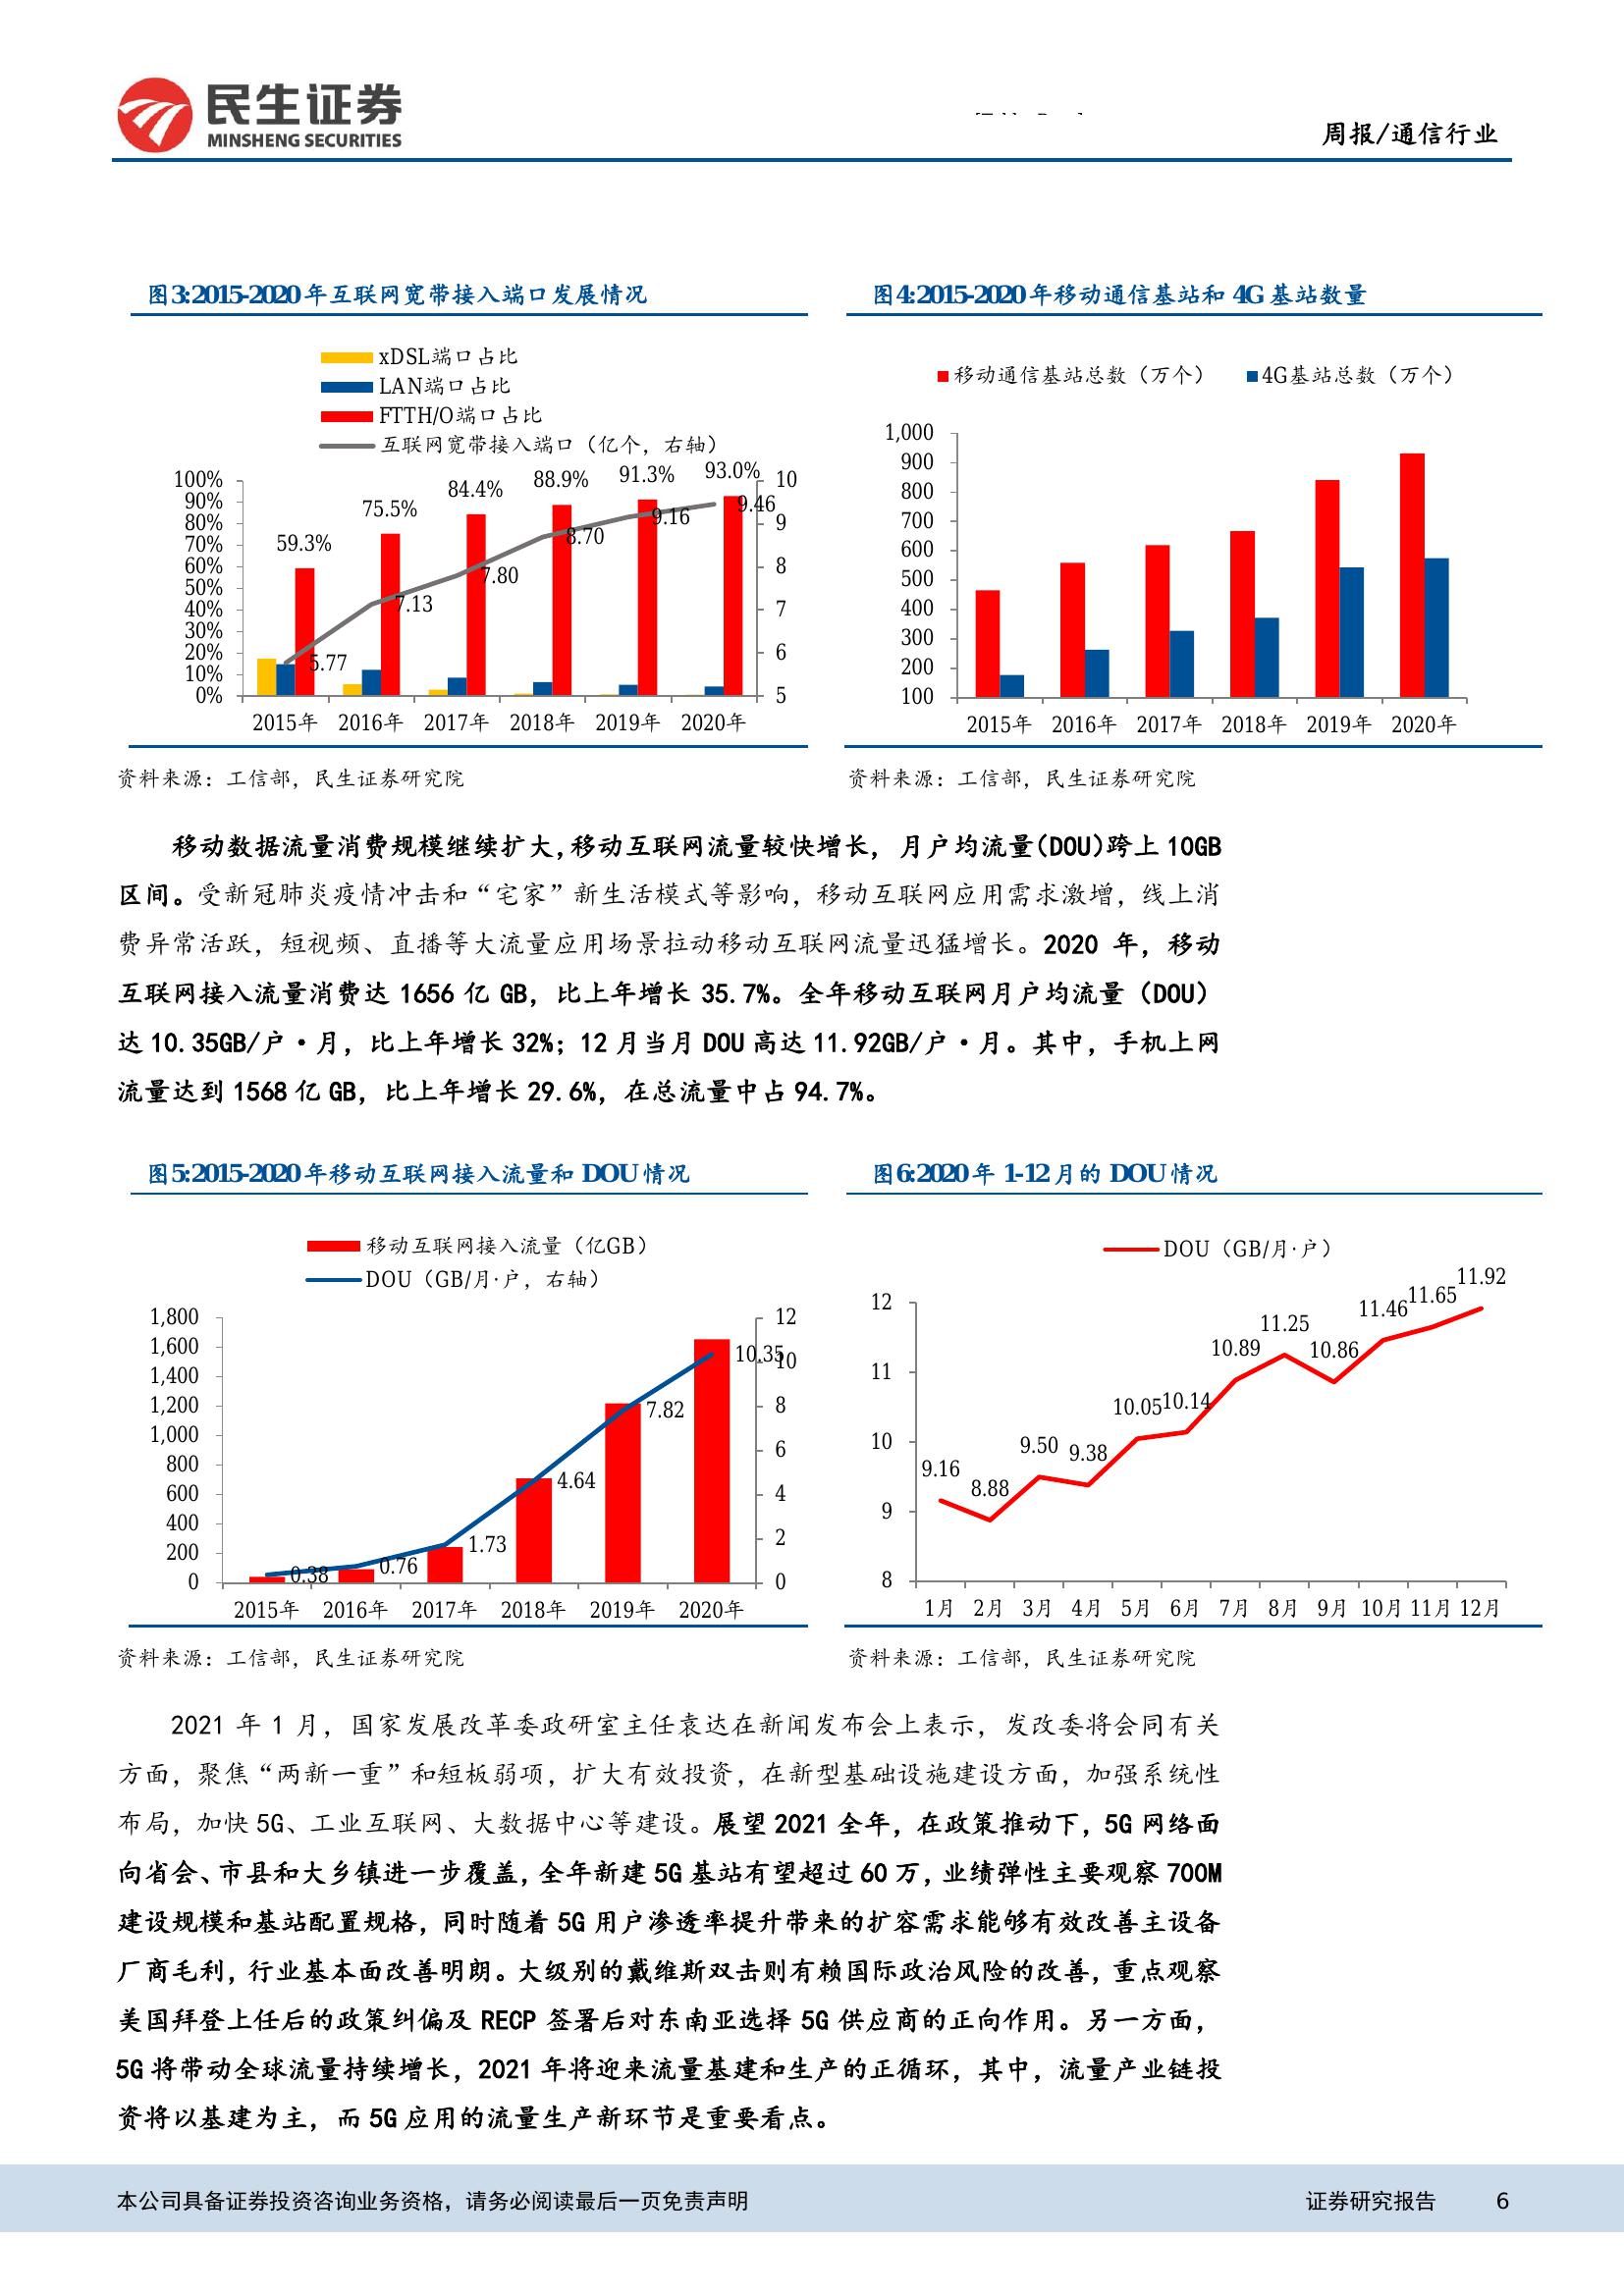 民生证券
MINSHENG SECURITIES
周报/通信行业
图3:2015-2020年互联网宽带接入端口发展情况
xDSL端口占比
LAN端口占比
FTTH/O端口占比
互联网宽带接入端口（亿个，右轴）
100%
90%
80%
70%
60%
50%
40%
30%
20%
10%
0%
59.3%
75.5%
84.4%
88.9%
91.3%
93.0%
5.77
7.13
7.80
8.70
9.16
9.46
10
9
8
7
6
5
2015年 2016年 2017年 2018年 2019年 2020年
资料来源：工信部，民生证券研究院
图4:2015-2020年移动通信基站和 4G 基站数量
移动通信基站总数（万个） 4G基站总数（万个）
1,000
900
800
700
600
500
400
300
200
100
2015年 2016年 2017年 2018年 2019年 2020年
资料来源：工信部，民生证券研究院
移动数据流量消费规模继续扩大，移动互联网流量较快增长，月户均流量（DOU）跨上 10GB
区间。受新冠肺炎疫情冲击和“宅家”新生活模式等影响，移动互联网应用需求激增，线上消
费异常活跃，短视频、直播等大流量应用场景拉动移动互联网流量迅猛增长。2020 年，移动
互联网接入流量消费达 1656 亿 GB，比上年增长 35.7%。全年移动互联网月户均流量（DOU）
达 10.35GB/户·月，比上年增长 32%；12 月当月 DOU 高达 11.92GB/户·月。其中，手机上网
流量达到 1568 亿 GB，比上年增长 29.6%，在总流量中占 94.7%。
图5:2015-2020年移动互联网接入流量和 DOU 情况
移动互联网接入流量（亿GB）
DOU（GB/月·户，右轴）
1,800
1,600
1,400
1,200
1,000
800
600
400
200
0
0.38
0.76
1.73
4.64
7.82
10.35
12
10
8
6
4
2
0
2015年 2016年 2017年 2018年 2019年 2020年
资料来源：工信部，民生证券研究院
图6:2020 年 1-12 月的 DOU 情况
DOU（GB/月·户）
12
11
10
9
8
9.16
8.88
9.50
9.38
10.05
10.14
10.89
11.25
10.86
11.46
11.65
11.92
1月 2月 3月 4月 5月 6月 7月 8月 9月 10月 11月 12月
资料来源：工信部，民生证券研究院
2021 年 1 月，国家发展改革委政研室主任袁达在新闻发布会上表示，发改委将会同有关
方面，聚焦“两新一重”和短板弱项，扩大有效投资，在新型基础设施建设方面，加强系统性
布局，加快 5G、工业互联网、大数据中心等建设。展望 2021 全年，在政策推动下，5G 网络面
向省会、市县和大乡镇进一步覆盖，全年新建 5G 基站有望超过 60 万，业绩弹性主要观察 700M
建设规模和基站配置规格，同时随着 5G 用户渗透率提升带来的扩容需求能够有效改善主设备
厂商毛利，行业基本面改善明朗。大级别的戴维斯双击则有赖国际政治风险的改善，重点观察
美国拜登上任后的政策纠偏及 RECP 签署后对东南亚选择 5G 供应商的正向作用。另一方面，
5G 将带动全球流量持续增长，2021 年将迎来流量基建和生产的正循环，其中，流量产业链投
资将以基建为主，而 5G 应用的流量生产新环节是重要看点。
本公司具备证券投资咨询业务资格，请务必阅读最后一页免责声明 证券研究报告 6